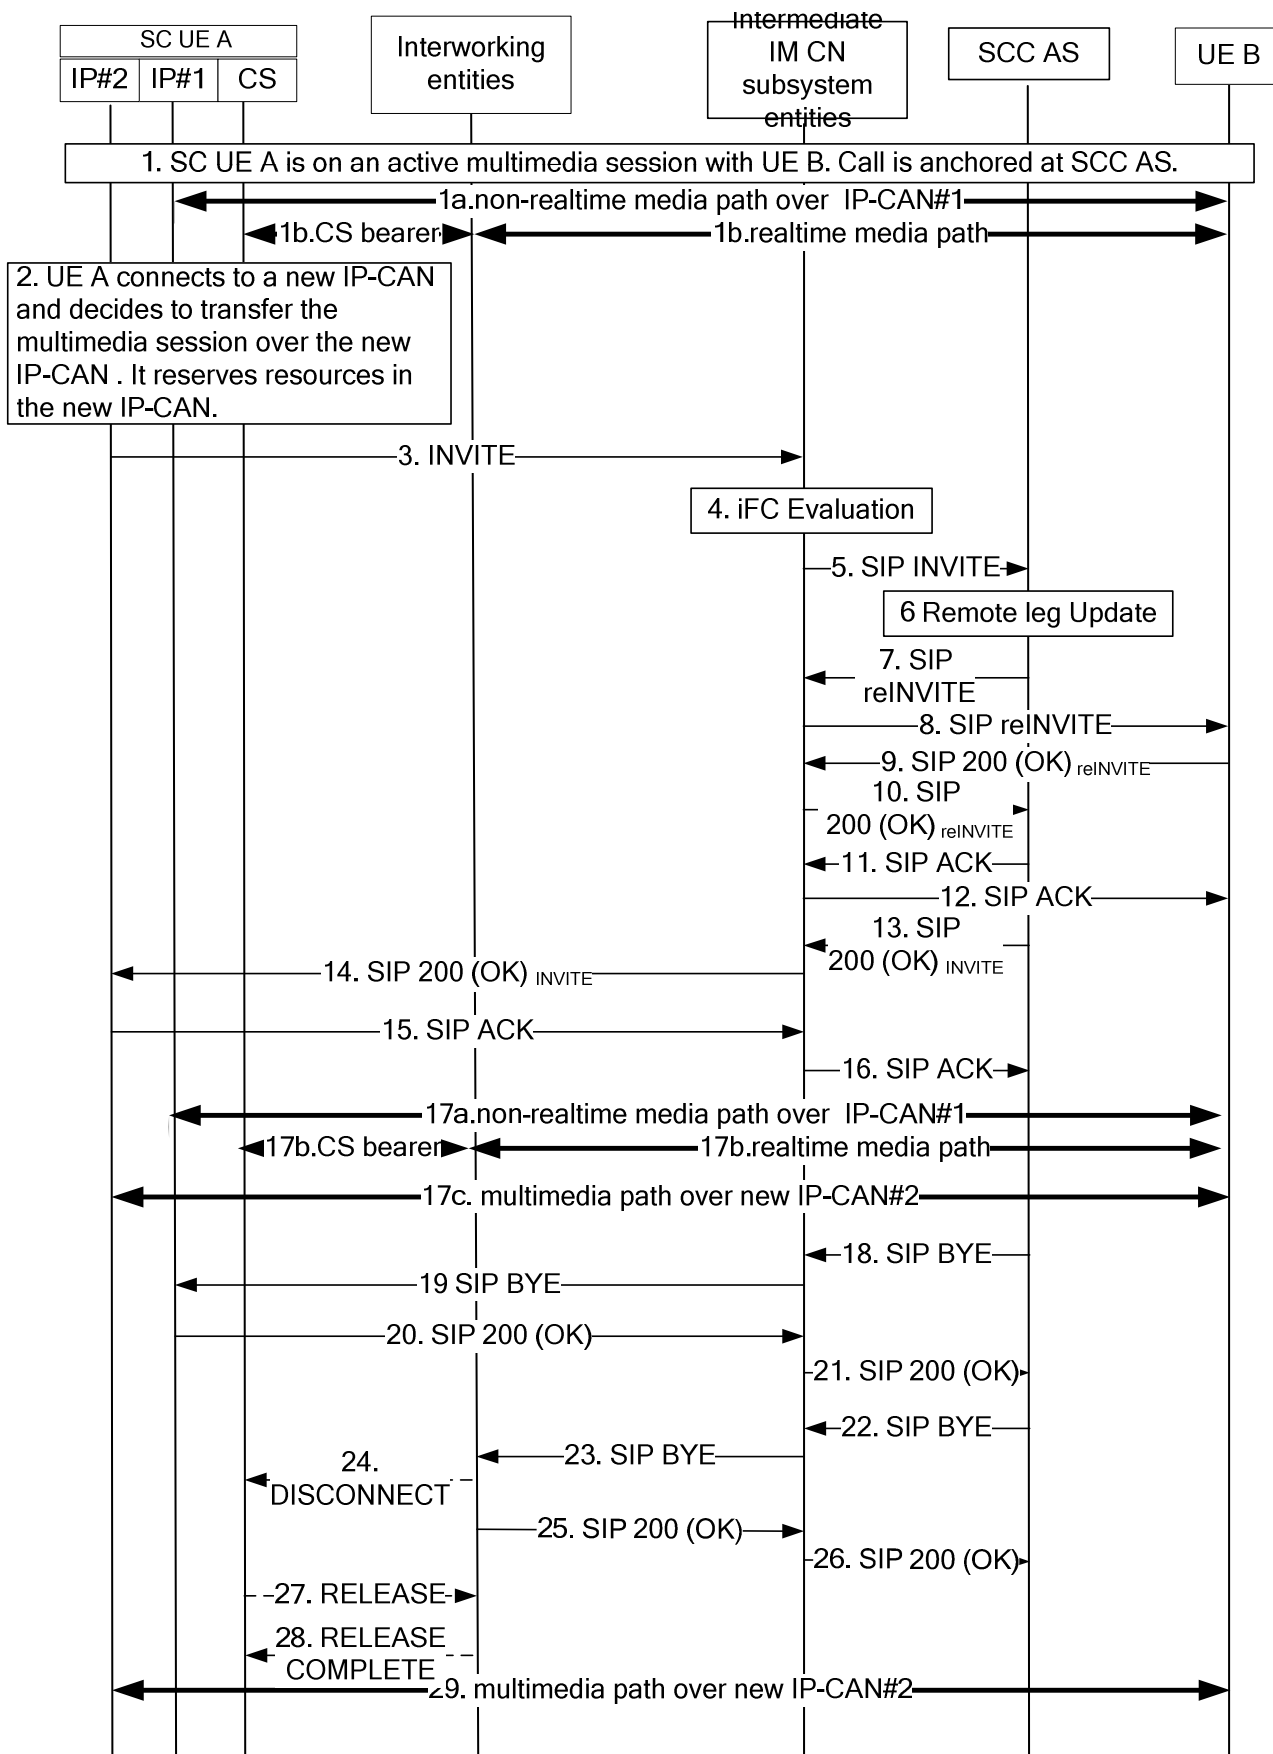 SC UE A
IP#2 IP#1 CS
Interworking
entities
Intermediate
IM CN
subsystem
entities
SCC AS
UE B
1. SC UE A is on an active multimedia session with UE B. Call is anchored at SCC AS.
1a.non-realtime media path over IP-CAN#1
1b.CS bearer
1b.realtime media path
2. UE A connects to a new IP-CAN
and decides to transfer the
multimedia session over the new
IP-CAN . It reserves resources in
the new IP-CAN.
3. INVITE
4. iFC Evaluation
5. SIP INVITE
6 Remote leg Update
7. SIP
reINVITE
8. SIP reINVITE
9. SIP 200 (OK) reINVITE
10. SIP
200 (OK) reINVITE
11. SIP ACK
12. SIP ACK
13. SIP
200 (OK) INVITE
14. SIP 200 (OK) INVITE
15. SIP ACK
16. SIP ACK
17a.non-realtime media path over IP-CAN#1
17b.CS bearer
17b.realtime media path
17c. multimedia path over new IP-CAN#2
18. SIP BYE
19 SIP BYE
20. SIP 200 (OK)
21. SIP 200 (OK)
22. SIP BYE
23. SIP BYE
24.
DISCONNECT
25. SIP 200 (OK)
26. SIP 200 (OK)
27. RELEASE
28. RELEASE
COMPLETE
29. multimedia path over new IP-CAN#2